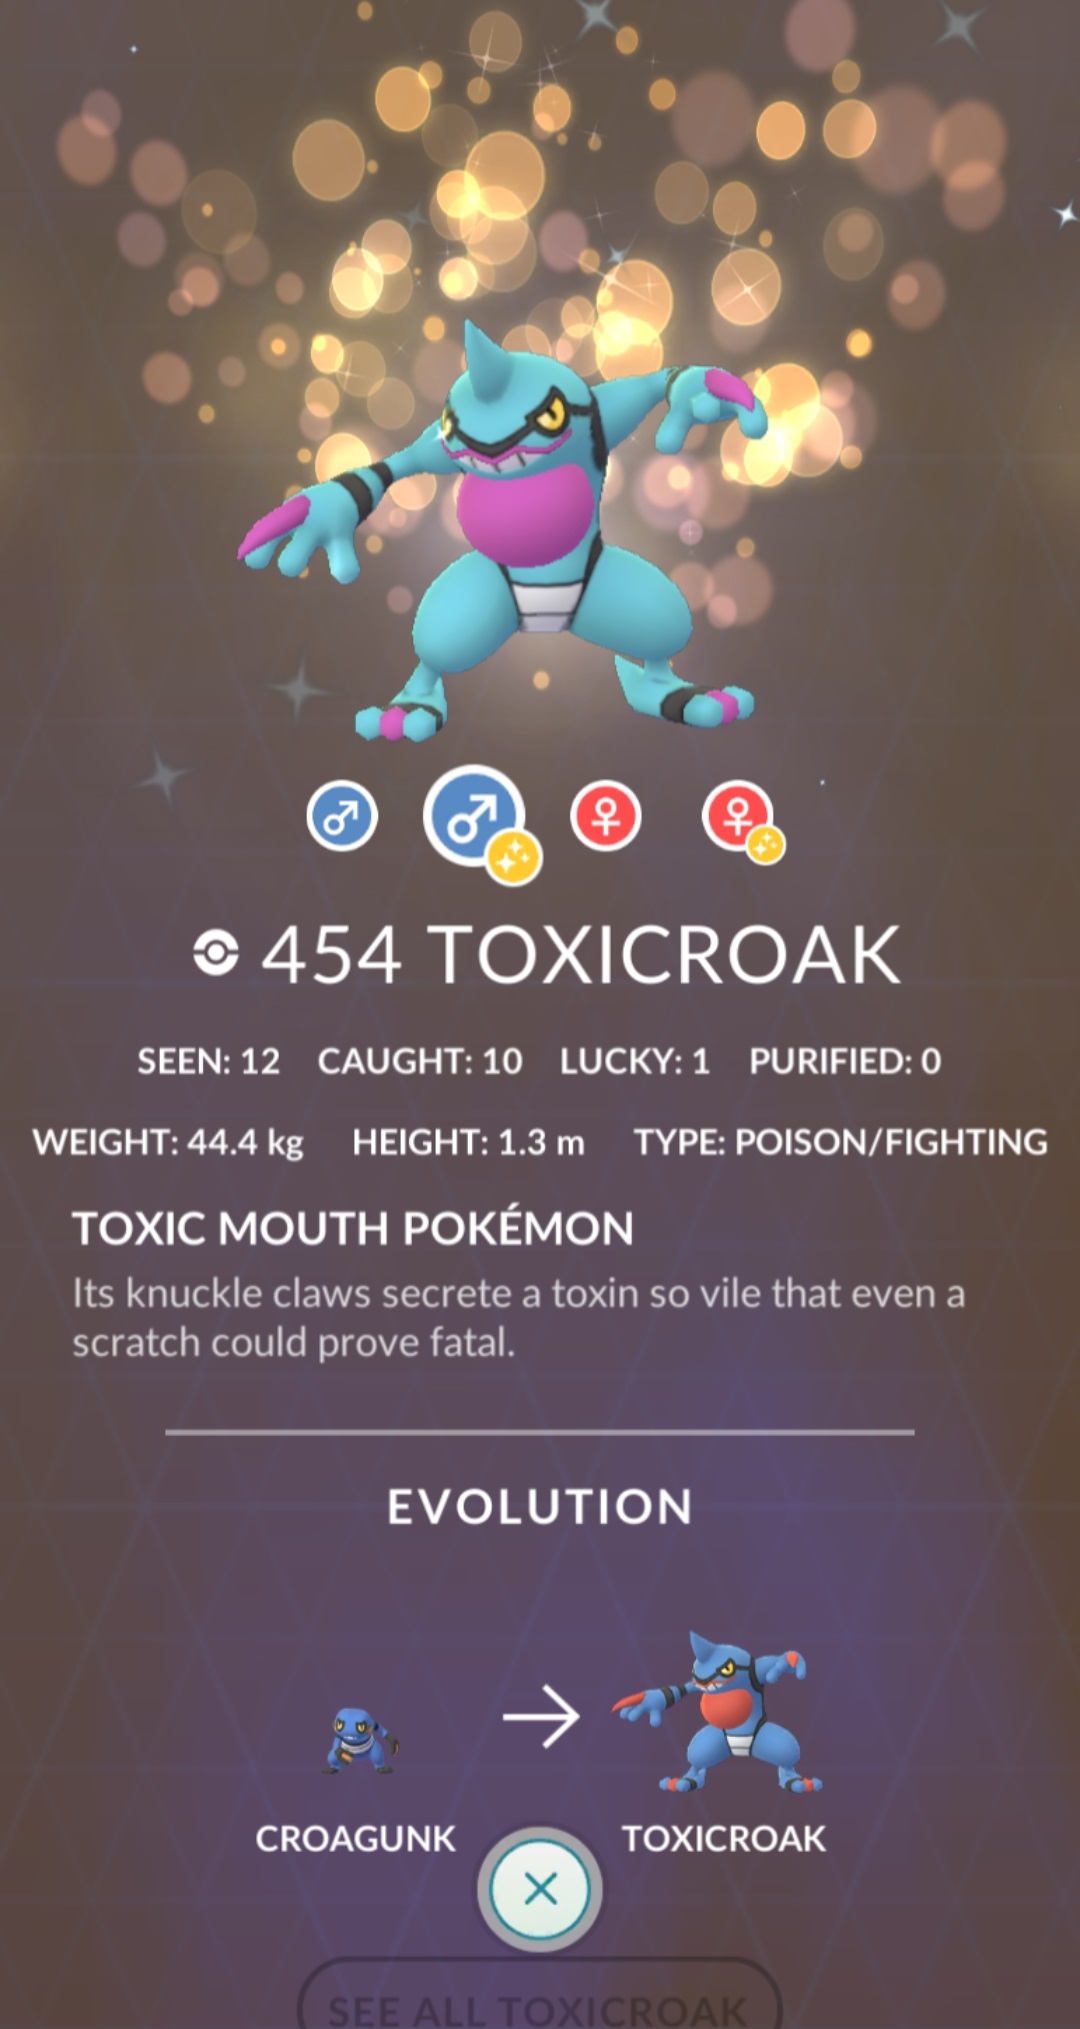 454 TOXICROAK
SEEN: 12 CAUGHT: 10 LUCKY: 1 PURIFIED: 0
WEIGHT: 44.4 kg HEIGHT: 1.3 m TYPE: POISON/FIGHTING
TOXIC MOUTH POKÉMON
Its knuckle claws secrete a toxin so vile that even a
scratch could prove fatal.
EVOLUTION
CROAGUNK TOXICROAK
SEE ALL TOXICROAK